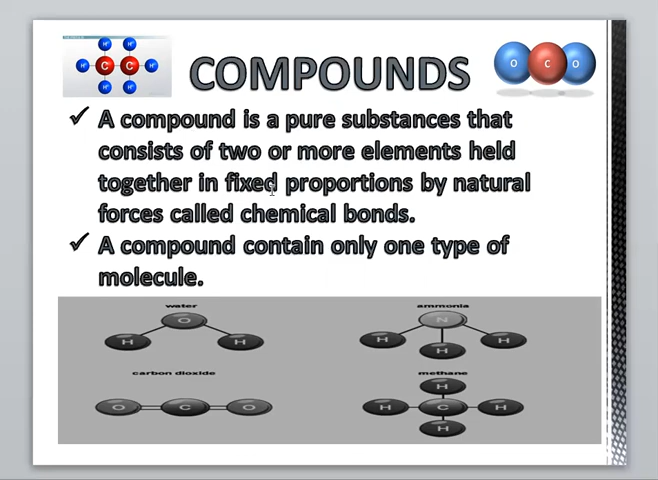 H H
H C C H
H H
COMPOUNDS
O C O
✓ A compound is a pure substances that
consists of two or more elements held
together in fixed proportions by natural
forces called chemical bonds.
✓ A compound contain only one type of
molecule.
water
O
H H
ammonia
N
H H
H
carbon dioxide
O C O
methane
H
H C H
H